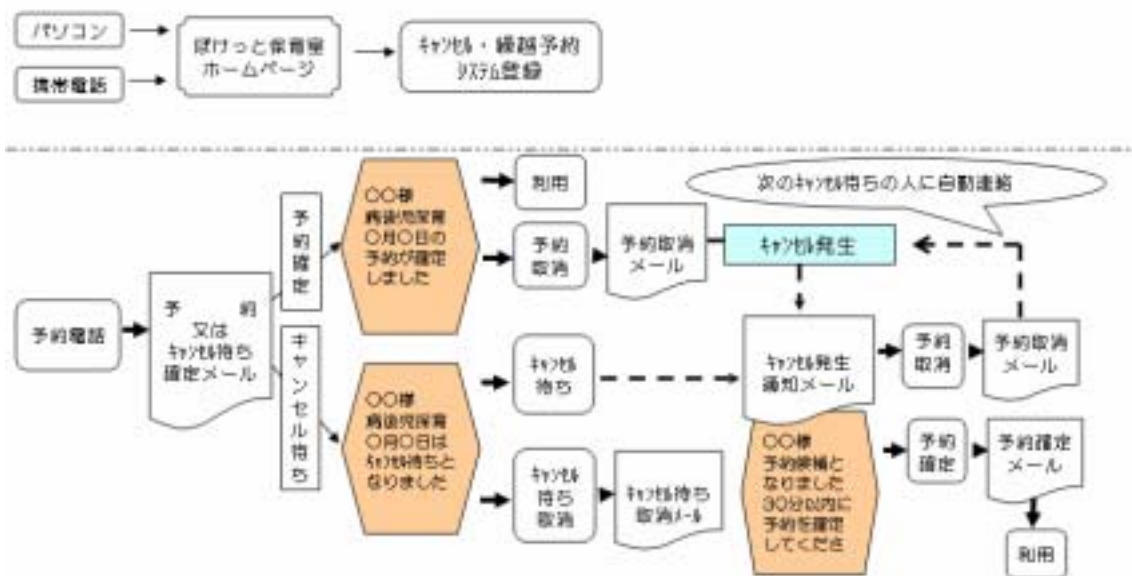 パソコン
携帯電話
ぽけっと保育室
ホームページ
キャンセル・繰越予約
システム登録
次のキャンセル待ちの人に自動連絡
予約電話
予 約
又は
キャンセル待ち
確定メール
予約確定
キャンセル待ち
〇〇様
病後児保育
〇月〇日の
予約が確定
しました
利用
予約
取消
予約取消
メール
キャンセル発生
〇〇様
病後児保育
〇月〇日は
キャンセル待ちと
なりました
キャンセル
待ち
キャンセル
待ち
取消
キャンセル待ち
取消メール
キャンセル発生
通知メール
予約
取消
予約取消
メール
〇〇様
予約候補と
なりました
30分以内に
予約を確定
してくださ
予約
確定
予約確定
メール
利用